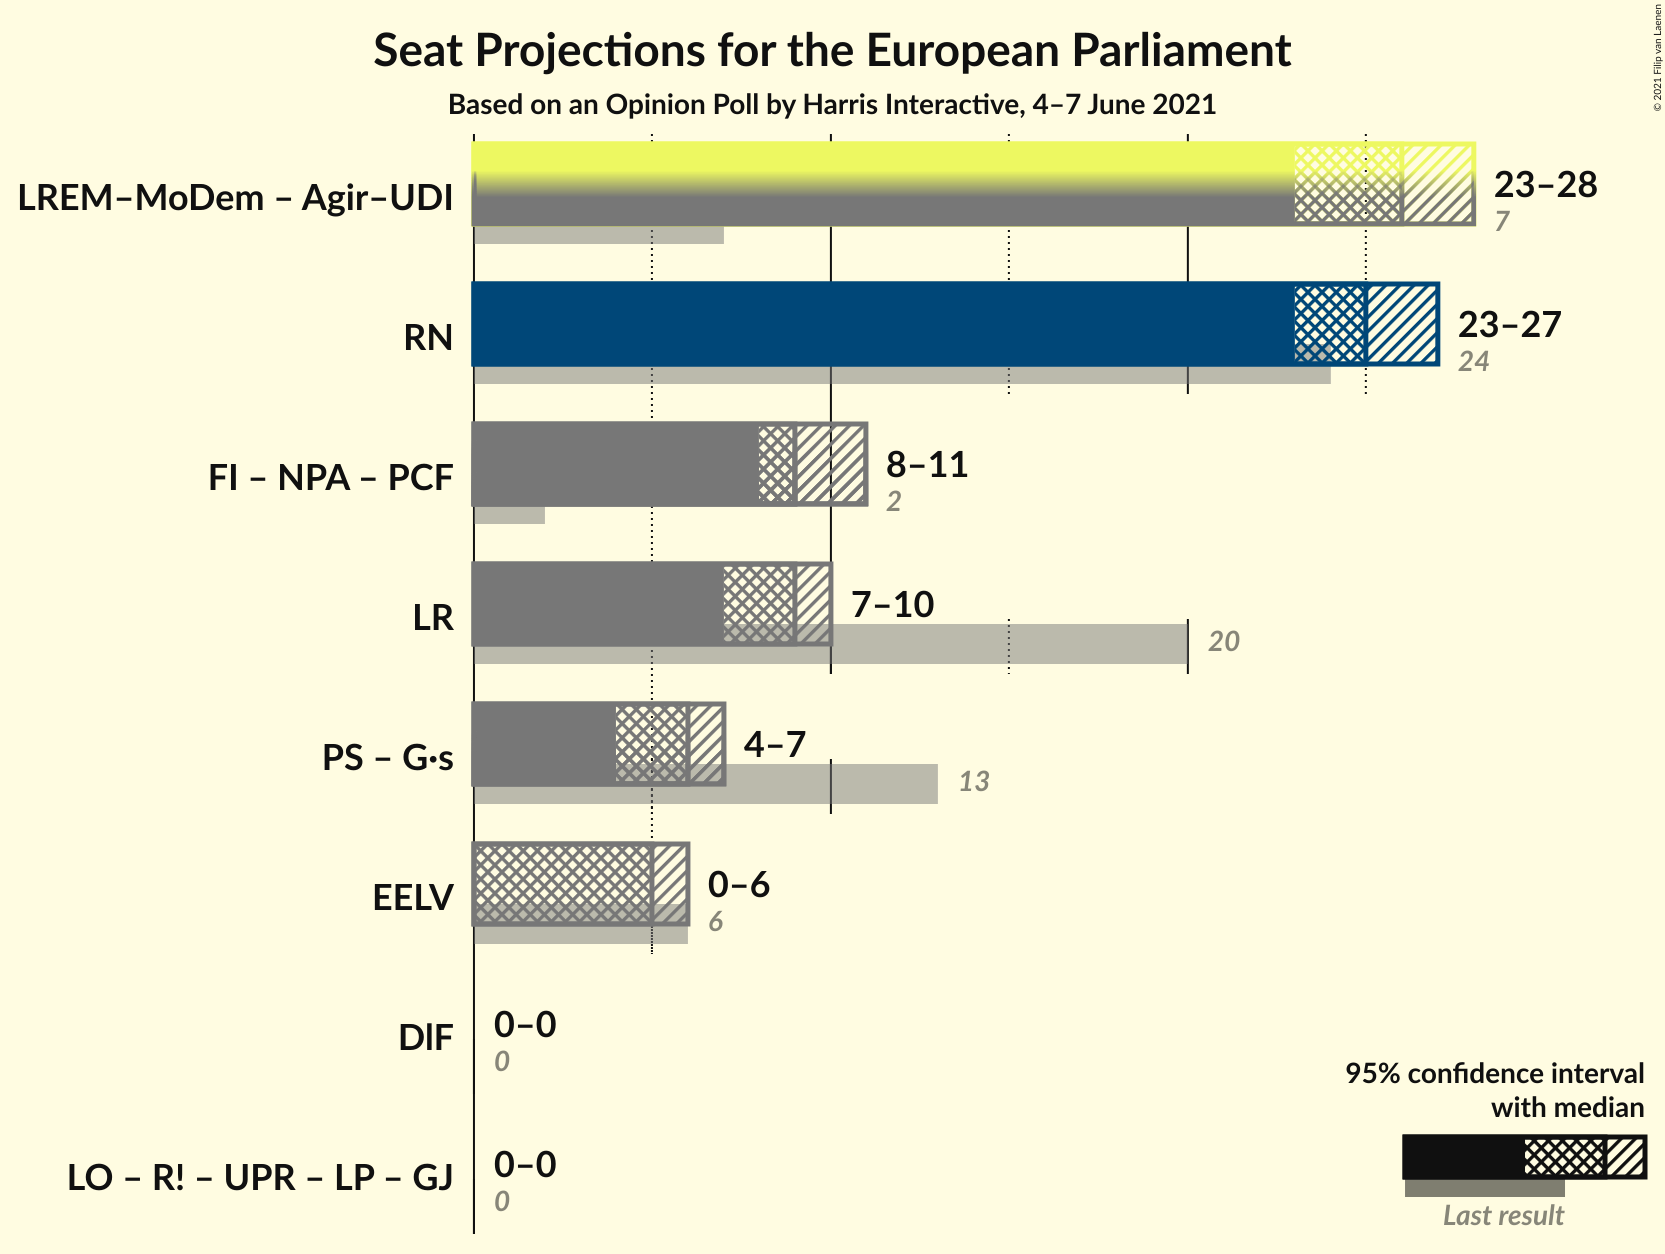 Seat Projections for the European Parliament
Based on an Opinion Poll by Harris Interactive, 4–7 June 2021
© 2021 Filip van Laenen
LREM–MoDem – Agir–UDI
23–28
7
RN
23–27
24
FI – NPA – PCF
8–11
2
LR
7–10
20
PS – G·s
4–7
13
EELV
0–6
6
DlF
0–0
0
LO – R! – UPR – LP – GJ
0–0
0
95% confidence interval
with median
Last result